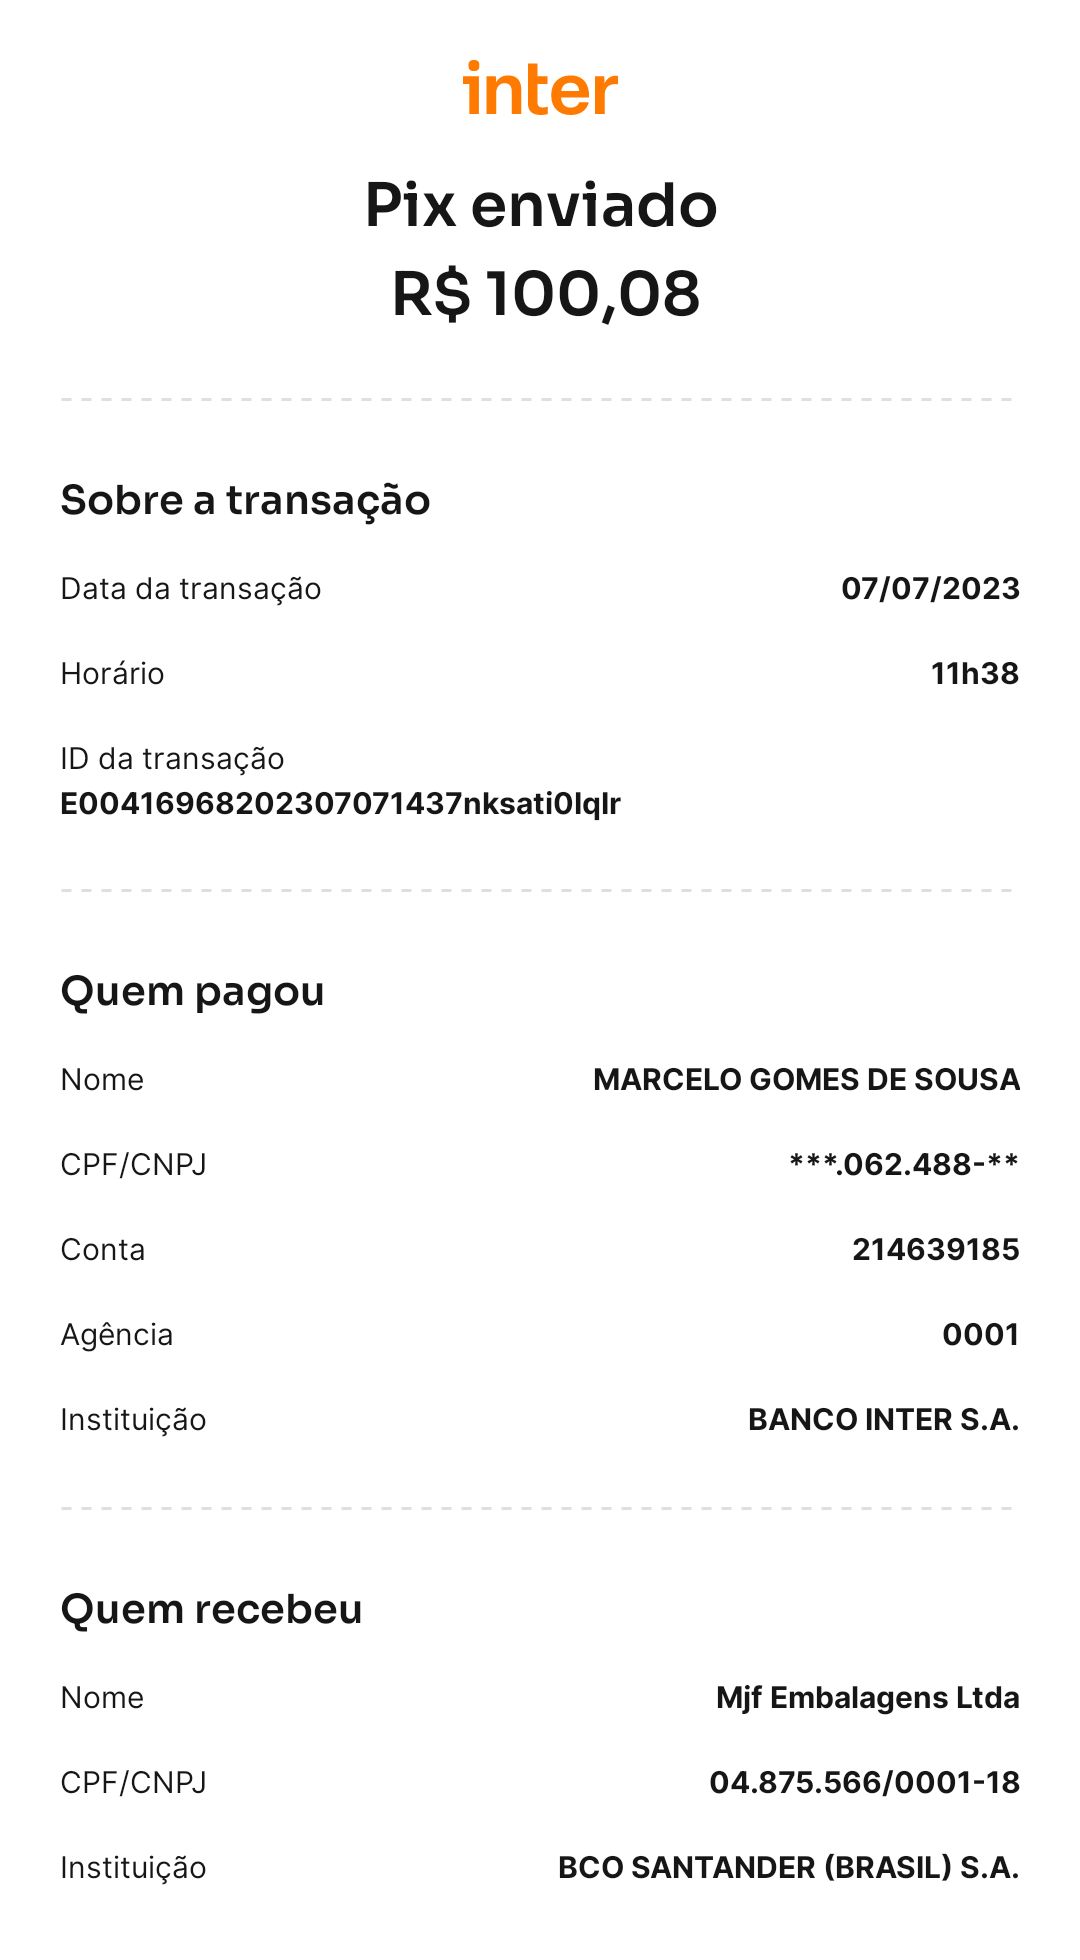 inter
Pix enviado
R$ 100,08
Sobre a transação
Data da transação 07/07/2023
Horário 11h38
ID da transação
E00416968202307071437nksati0lqlr
Quem pagou
Nome MARCELO GOMES DE SOUSA
CPF/CNPJ ***.062.488-**
Conta 214639185
Agência 0001
Instituição BANCO INTER S.A.
Quem recebeu
Nome Mjf Embalagens Ltda
CPF/CNPJ 04.875.566/0001-18
Instituição BCO SANTANDER (BRASIL) S.A.